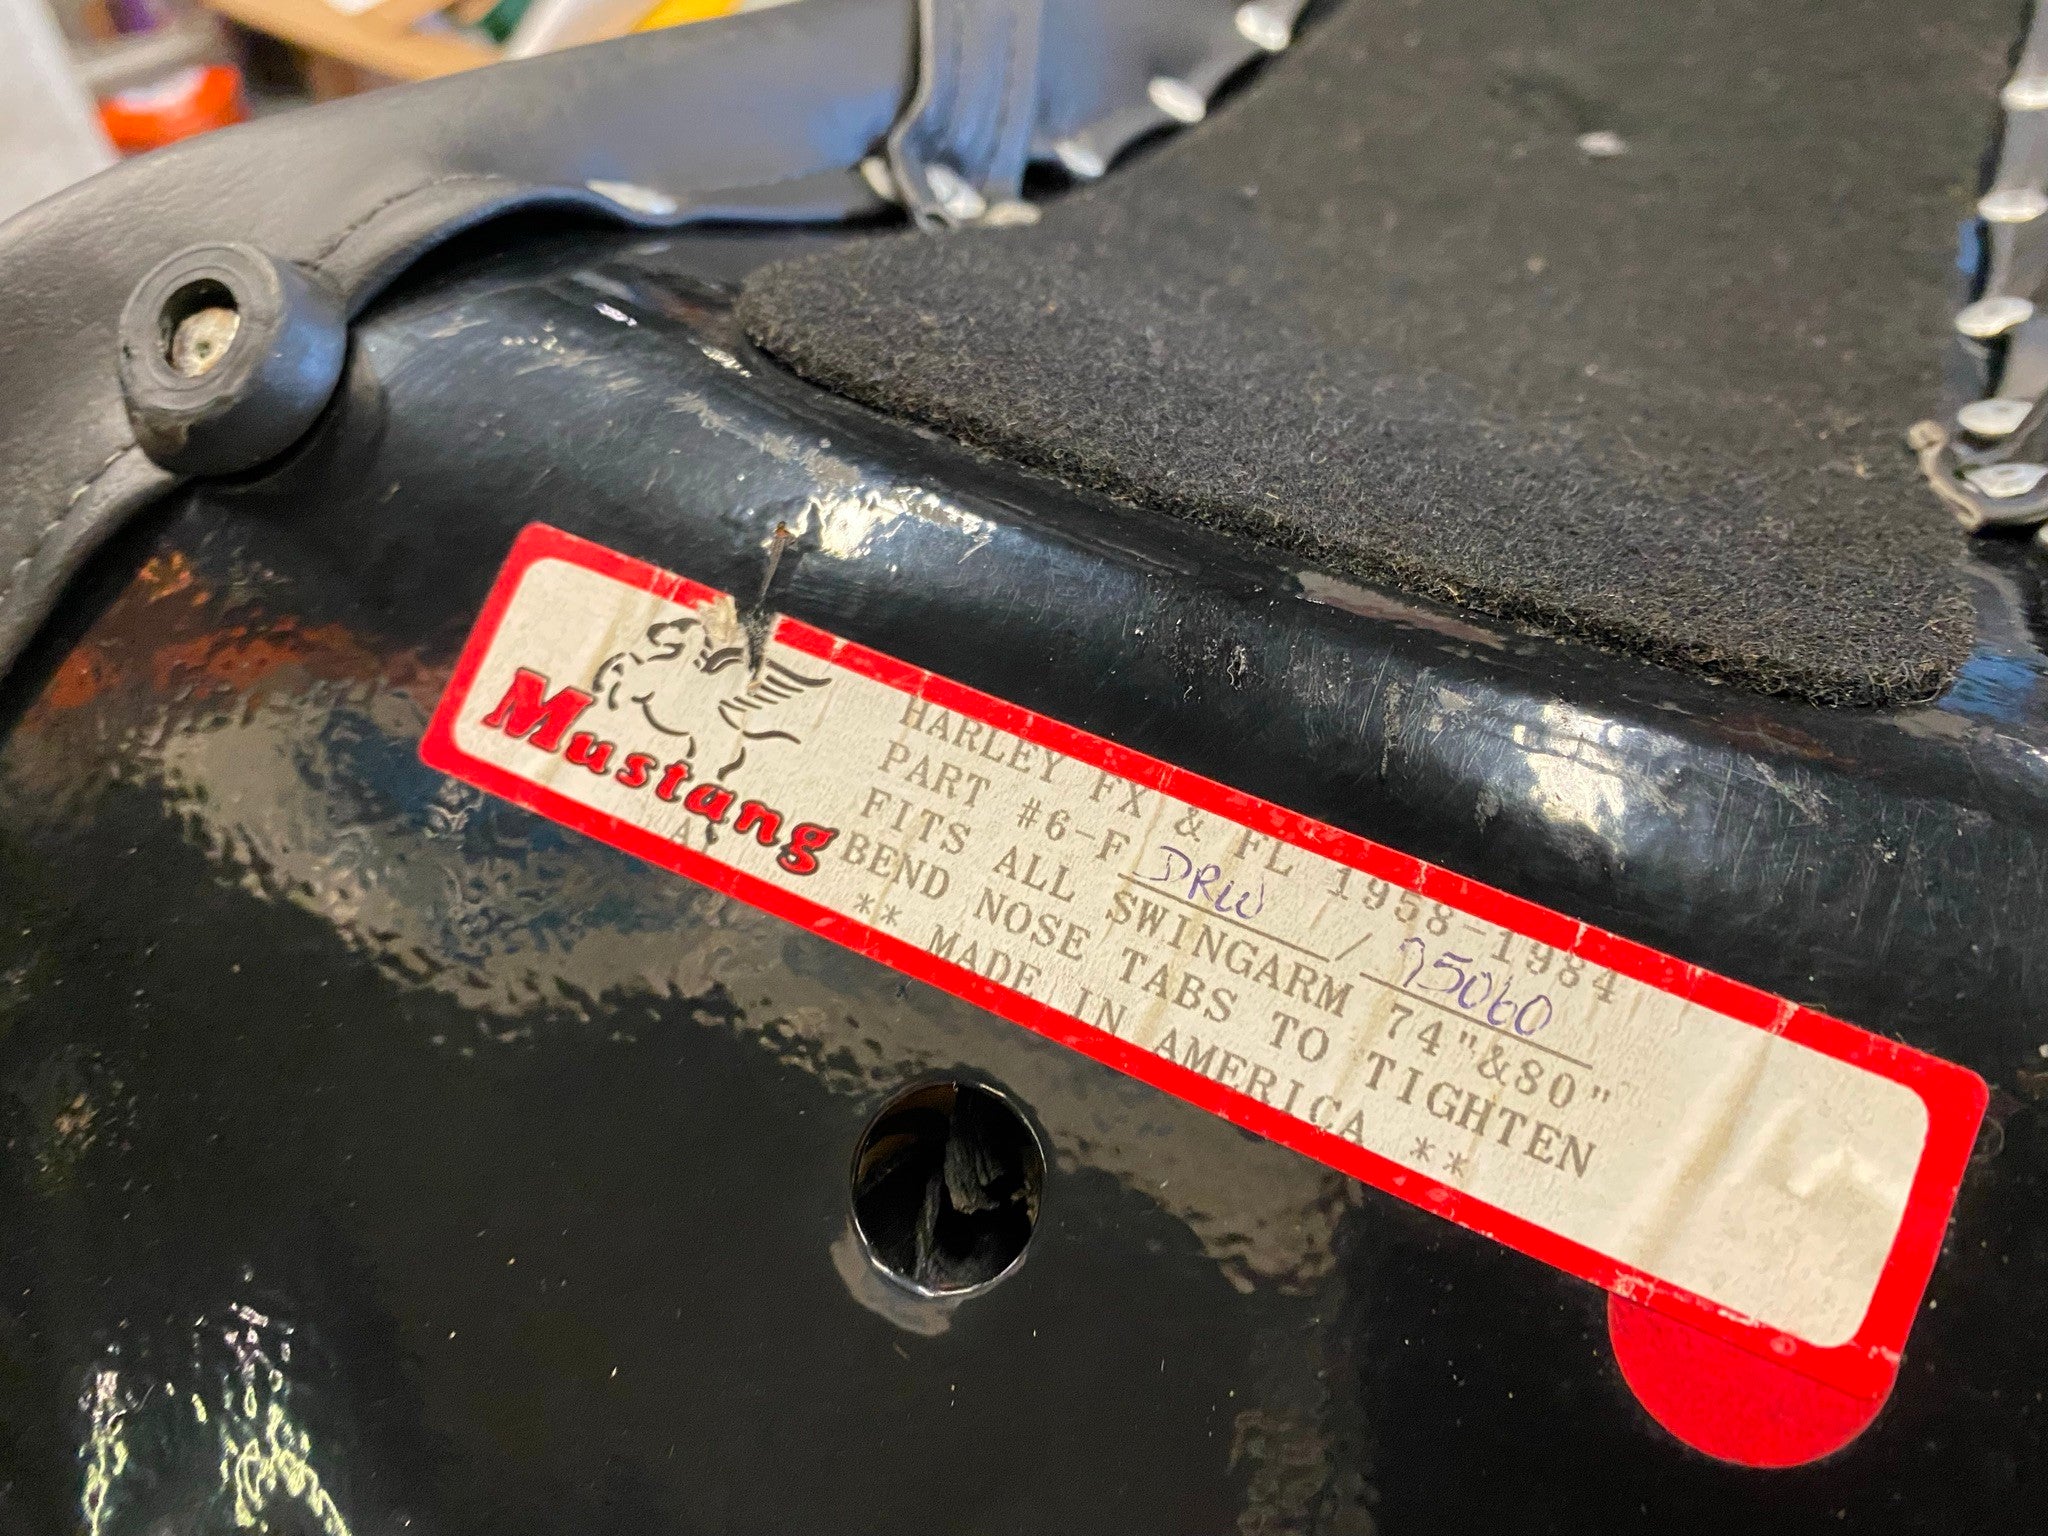 Mustang
HARLEY FX & FL 1958-1984
PART #6-F DRW / 75060
FITS ALL SWINGARM 74"&80"
BEND NOSE TABS TO TIGHTEN
** MADE IN AMERICA **